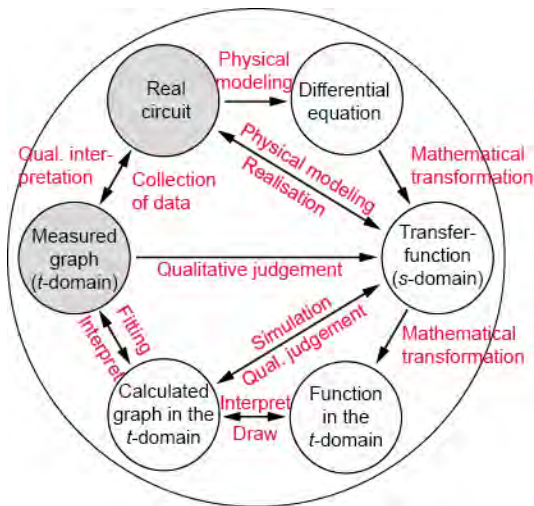 Real
circuit
Physical
modeling
Differential
equation
Qual. inter-
pretation
Collection
of data
Physical modeling
Realisation
Mathematical
transformation
Measured
graph
(t-domain)
Qualitative judgement
Transfer-
function
(s-domain)
Fitting
Interpret
Simulation
Qual. judgement
Mathematical
transformation
Calculated
graph in the
t-domain
Interpret
Draw
Function
in the
t-domain